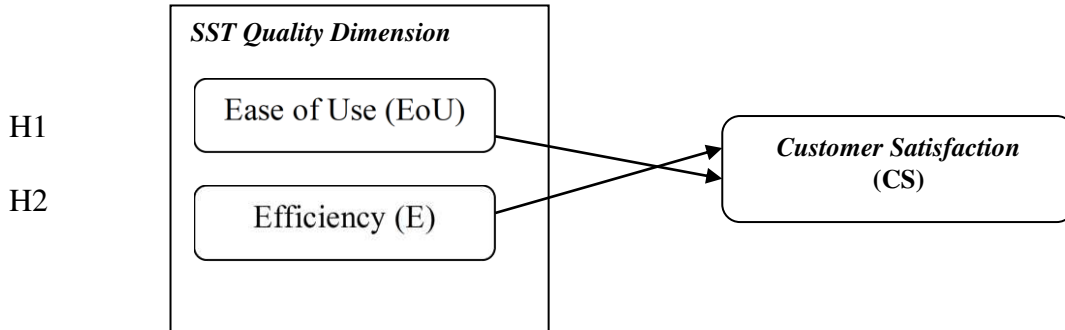 SST Quality Dimension
H1
Ease of Use (EoU)
H2
Efficiency (E)
Customer Satisfaction
(CS)